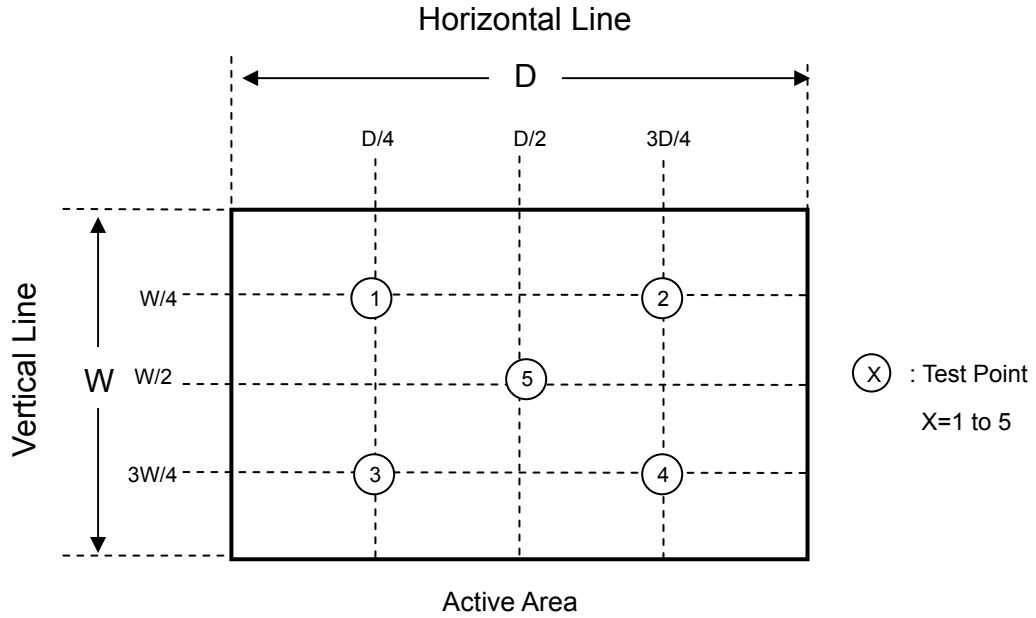 Horizontal Line
D
D/4 D/2 3D/4
Vertical Line
W
W/4
1 2
W/2
5
X : Test Point
X=1 to 5
3W/4
3 4
Active Area